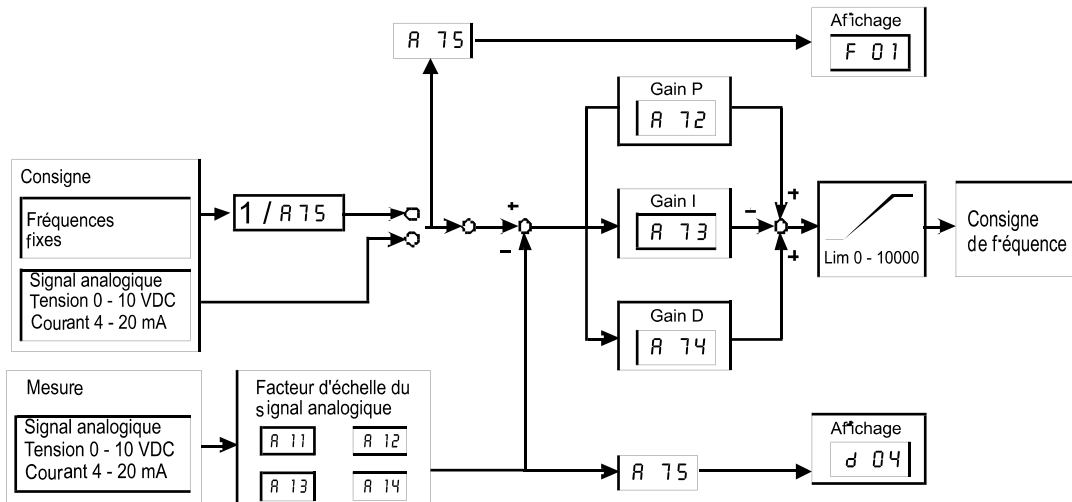 A 75
Affichage
F 01
Gain P
A 72
Consigne
Fréquences
fixes
1 / A75
Signal analogique
Tension 0 - 10 VDC
Courant 4 - 20 mA
+
-
Gain I
A 73
+
-
+
Lim 0 - 10000
Consigne
de fréquence
Gain D
A 74
Mesure
Signal analogique
Tension 0 - 10 VDC
Courant 4 - 20 mA
Facteur d'échelle du
signal analogique
A 11
A 12
A 13
A 14
A 75
Affichage
d 04